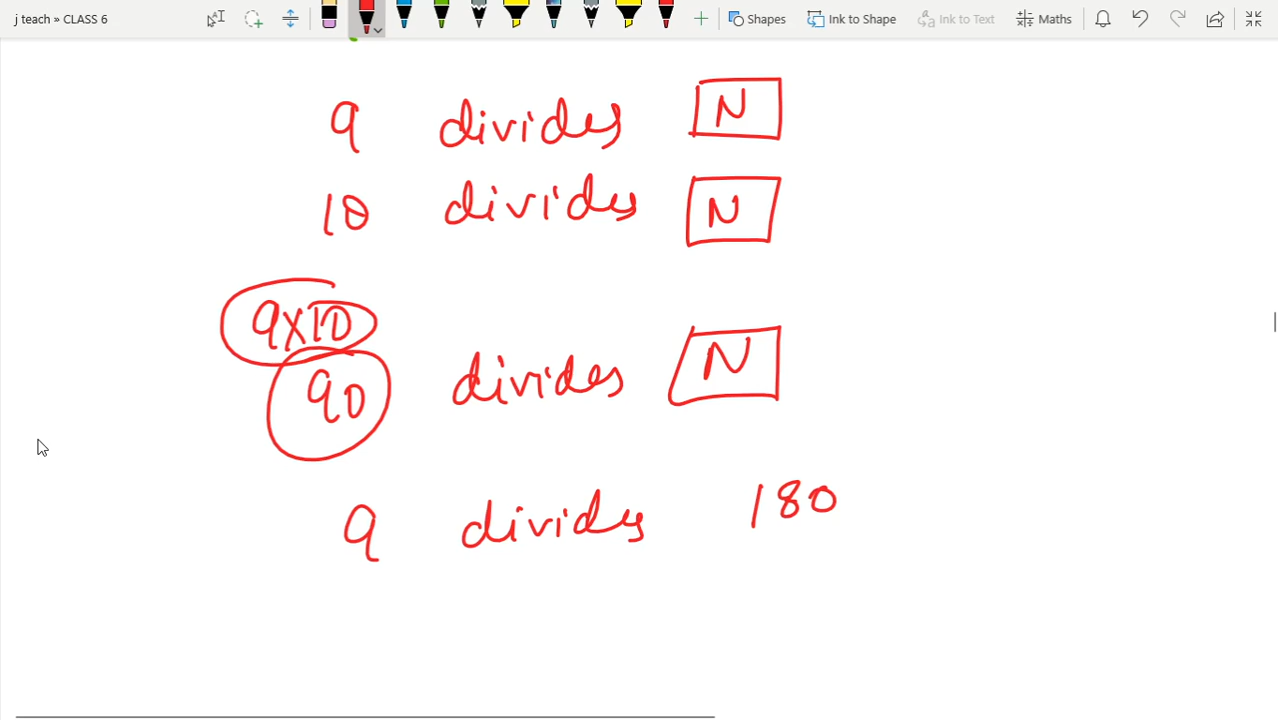 j teach » CLASS 6
Shapes Ink to Shape Ink to Text Maths
9 divides N
10 divides N
9x10
90 divides N
9 divides 180